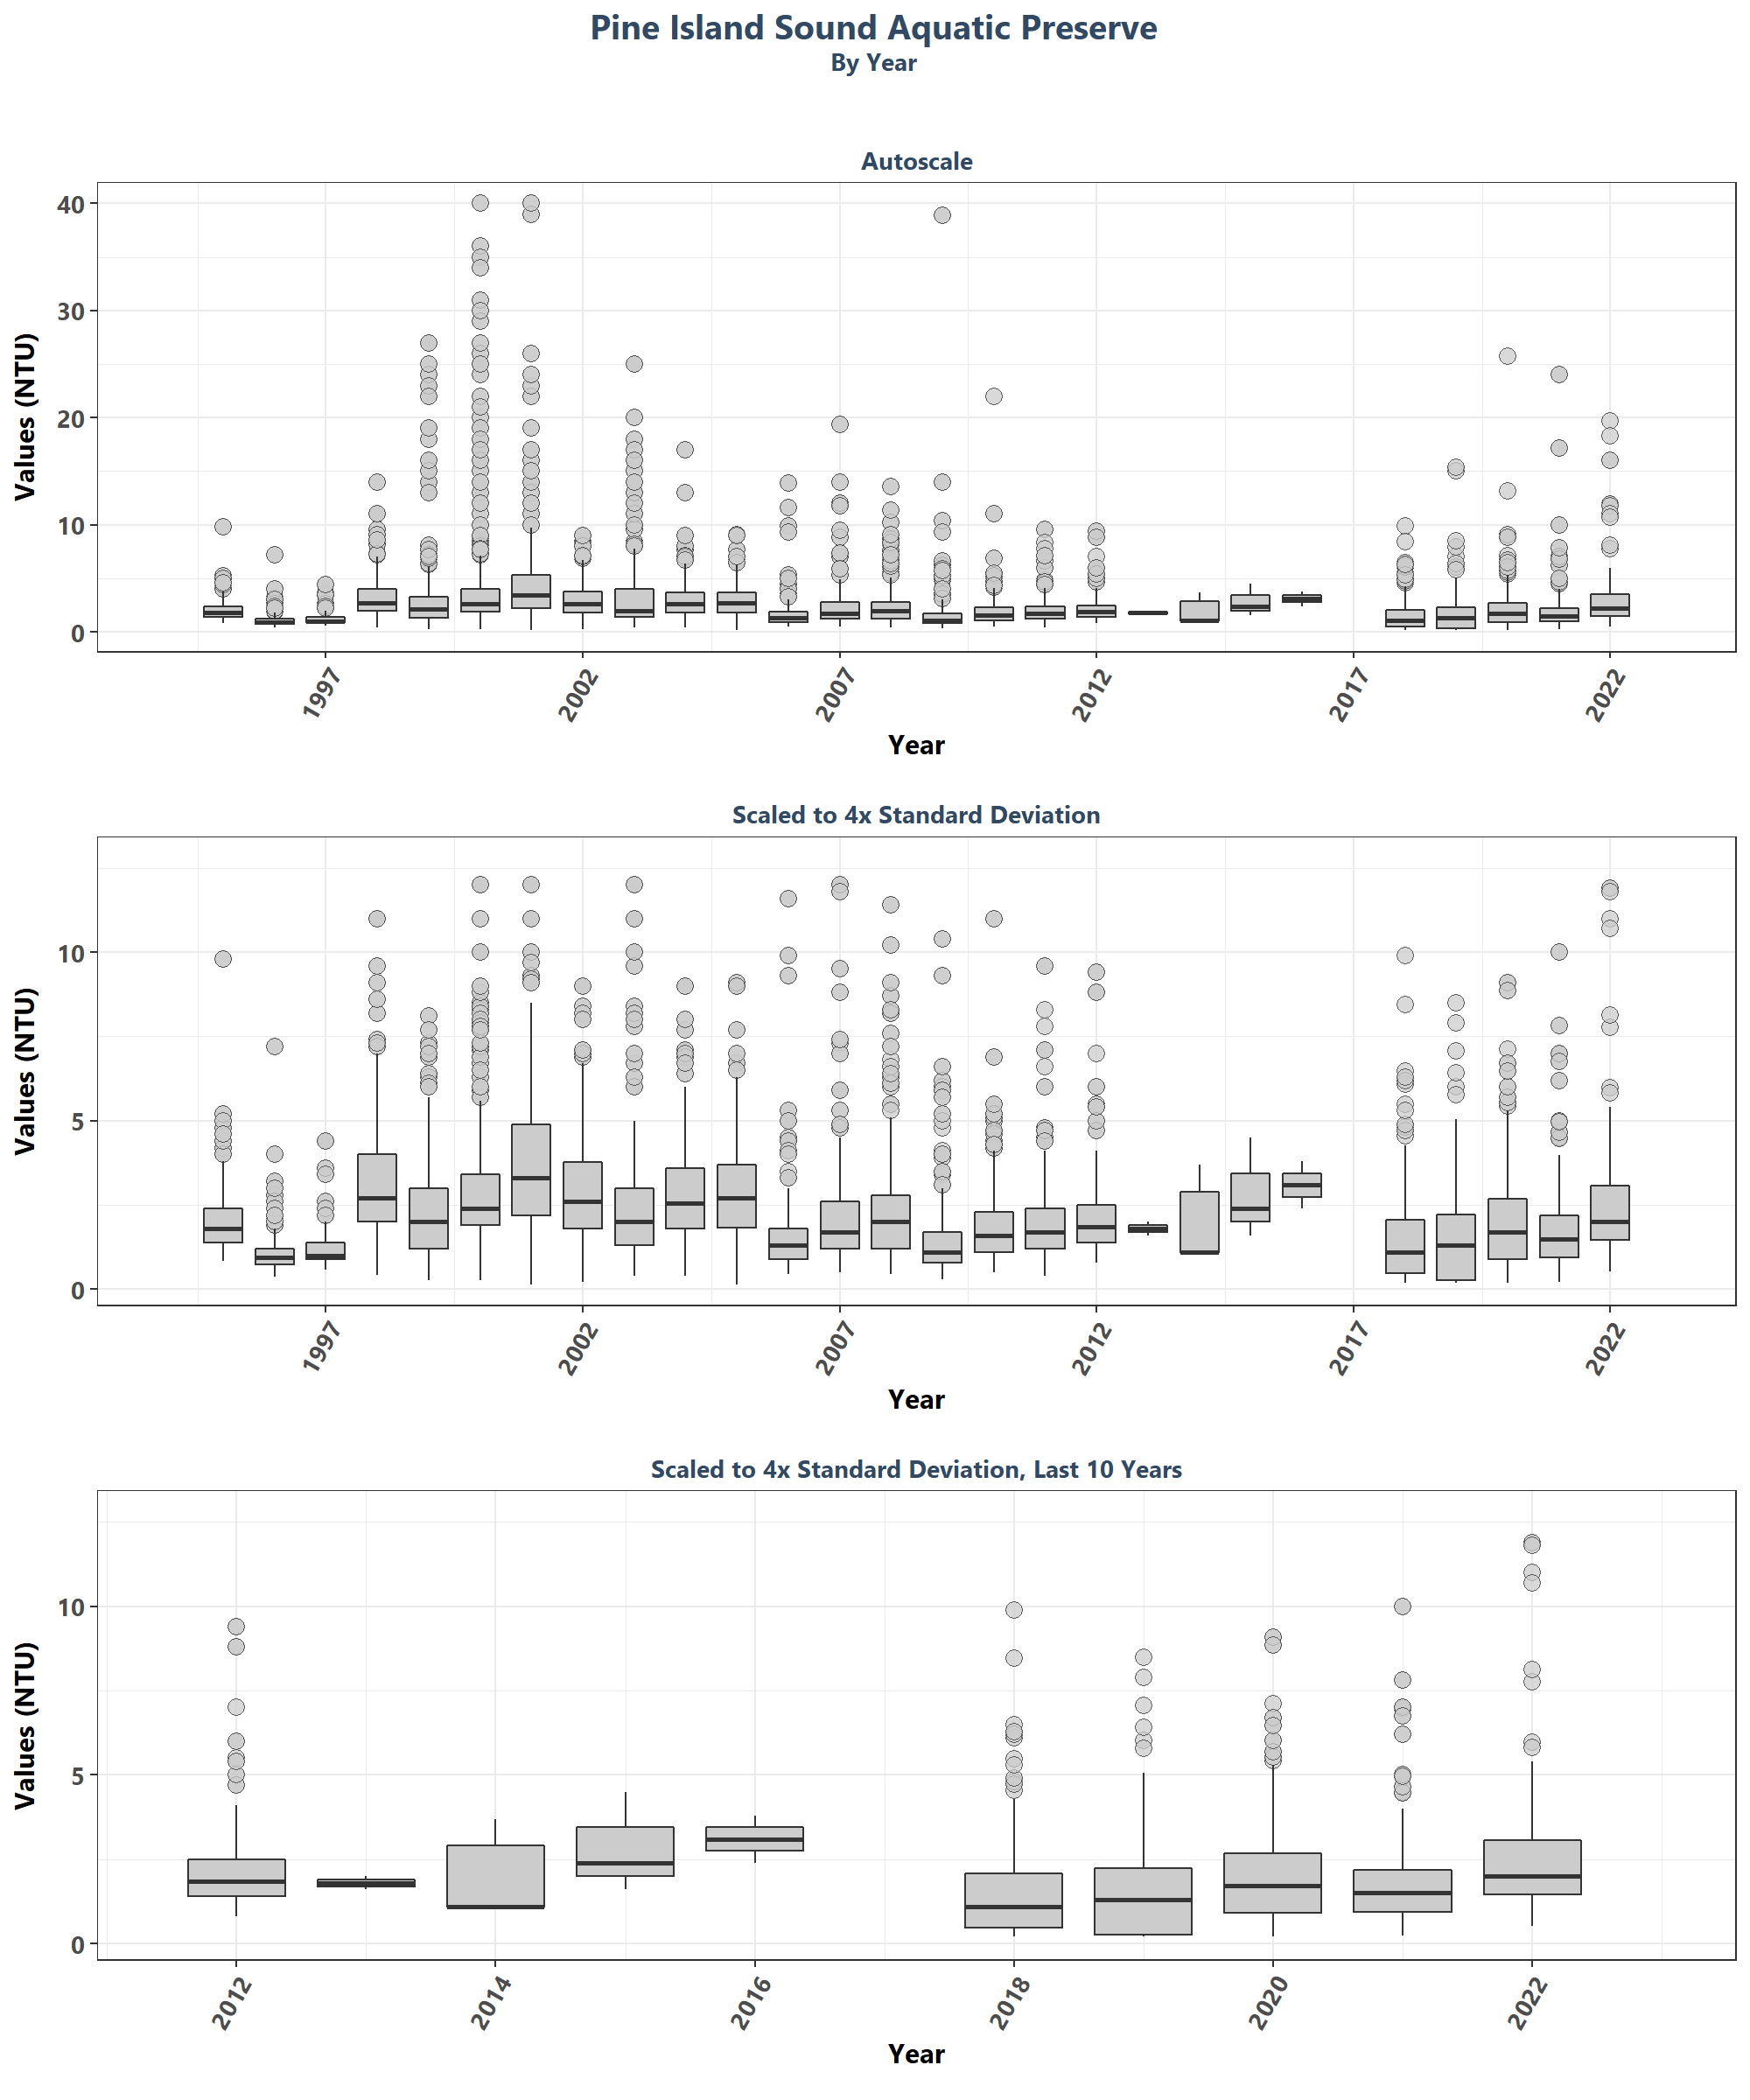 Pine Island Sound Aquatic Preserve
By Year
Autoscale
Values (NTU)
40
30
20
10
0
1997
2002
2007
2012
2017
2022
Year
Scaled to 4x Standard Deviation
Values (NTU)
10
5
0
1997
2002
2007
2012
2017
2022
Year
Scaled to 4x Standard Deviation, Last 10 Years
Values (NTU)
10
5
0
2012
2014
2016
2018
2020
2022
Year